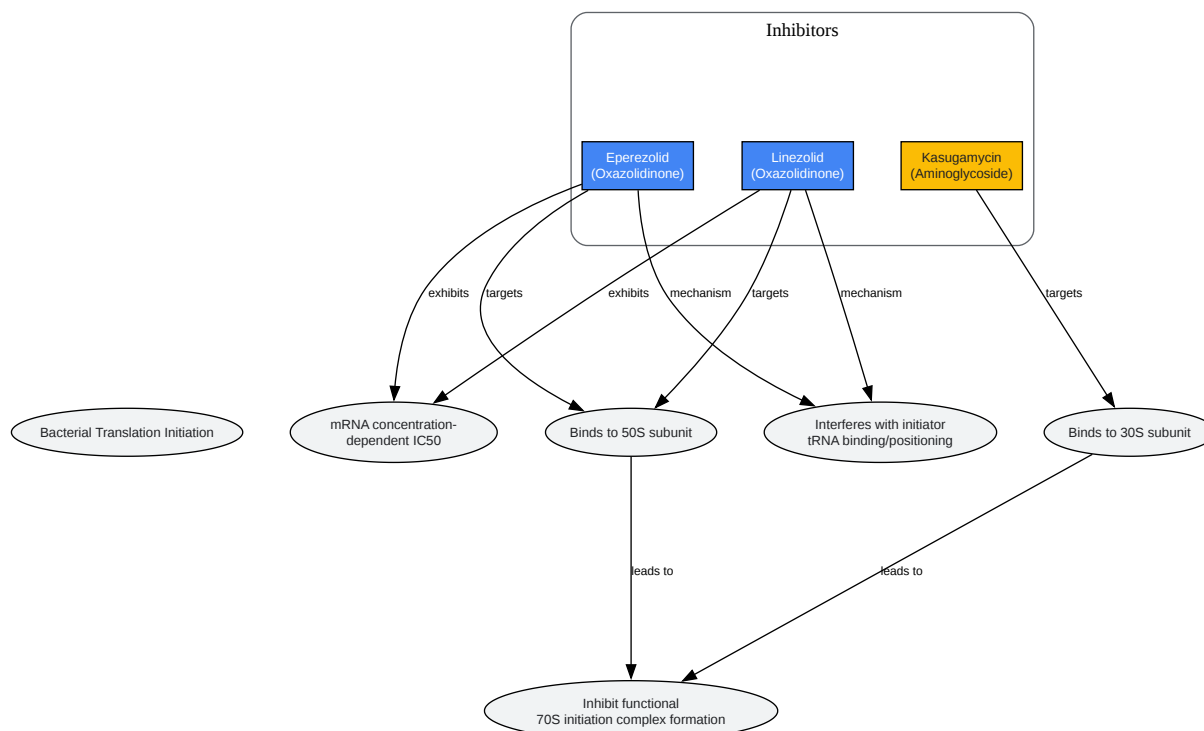 Inhibitors
Eperezolid
(Oxazolidinone)
Linezolid
(Oxazolidinone)
Kasugamycin
(Aminoglycoside)
exhibits
targets
exhibits
mechanism
targets
mechanism
targets
Bacterial Translation Initiation
mRNA concentration-
dependent IC50
Binds to 50S subunit
Interferes with initiator
tRNA binding/positioning
Binds to 30S subunit
leads to
leads to
Inhibit functional
70S initiation complex formation